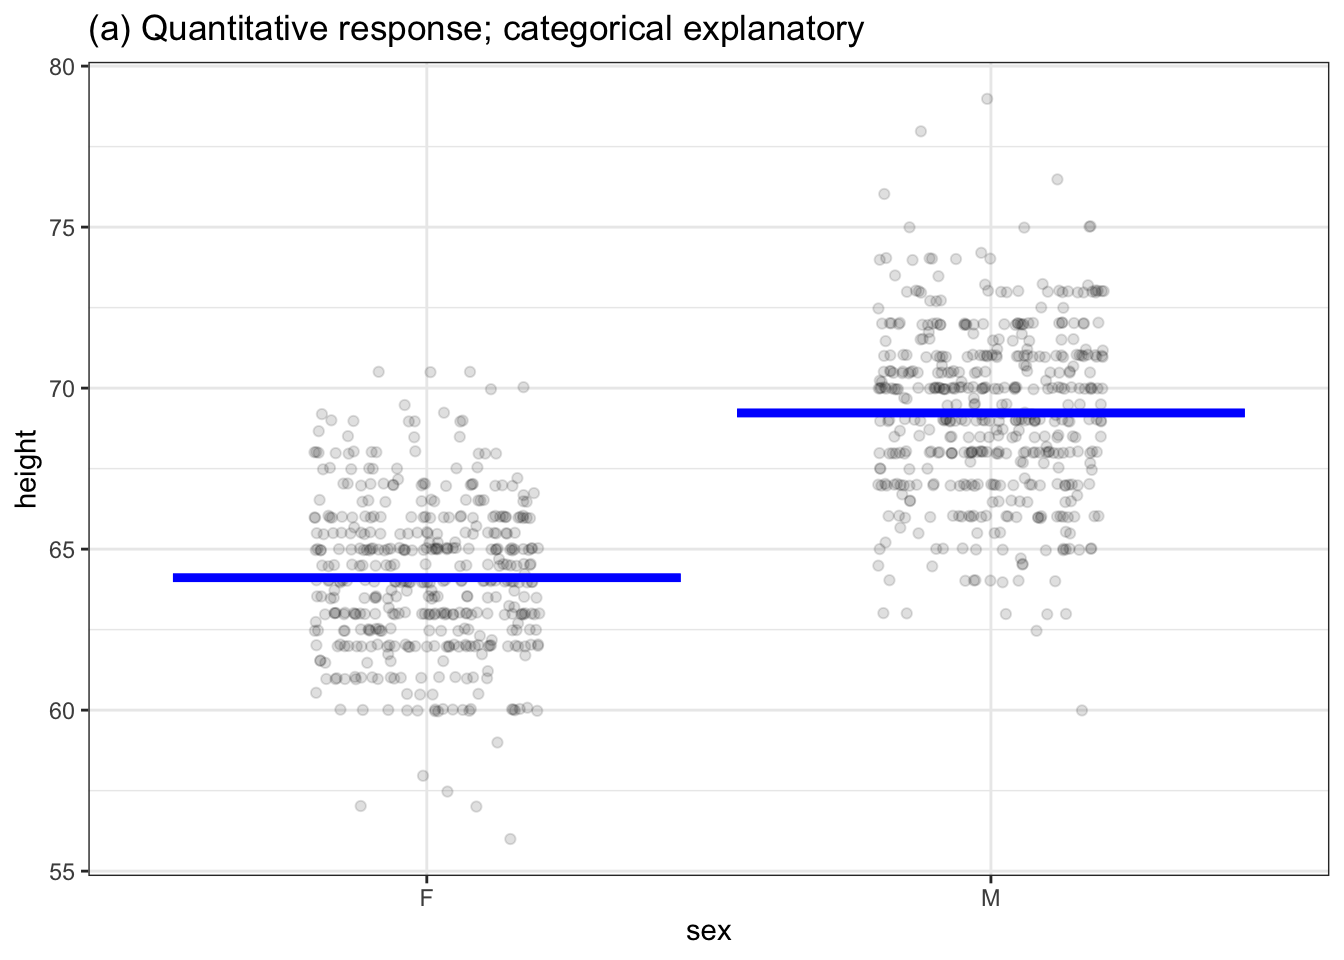 (a) Quantitative response; categorical explanatory
80
75
70
65
60
55
height
F
M
sex